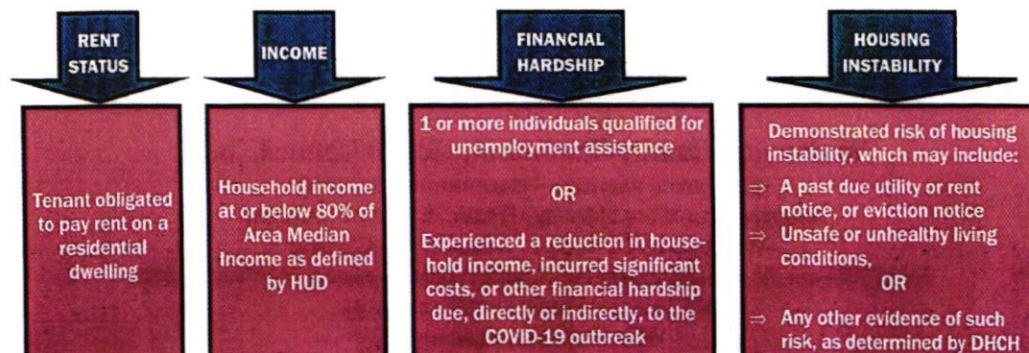 RENT
STATUS
Tenant obligated
to pay rent on a
residential
dwelling
INCOME
Household income
at or below 80% of
Area Median
Income as defined
by HUD
FINANCIAL
HARDSHIP
1 or more individuals qualified for
unemployment assistance
OR
Experienced a reduction in house-
hold income, incurred significant
costs, or other financial hardship
due, directly or indirectly, to the
COVID-19 outbreak
HOUSING
INSTABILITY
Demonstrated risk of housing
instability, which may include:
⇒ A past due utility or rent
notice, or eviction notice
⇒ Unsafe or unhealthy living
conditions,
OR
⇒ Any other evidence of such
risk, as determined by DHCH